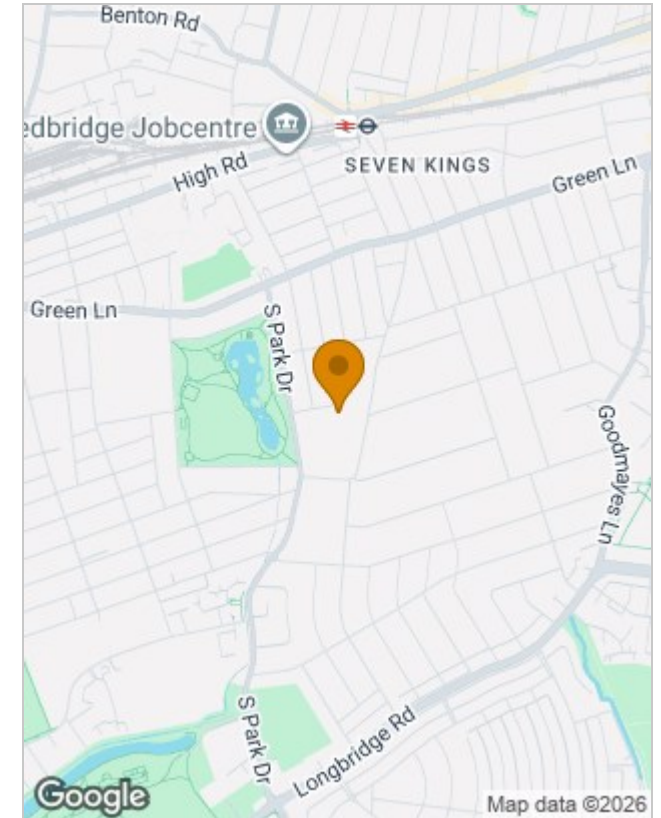 Benton Rd
edbridge Jobcentre
High Rd
SEVEN KINGS
Green Ln
Green Ln
S Park Dr
Goodmayes Ln
S Park Dr
Longbridge Rd
Google
Map data ©2026